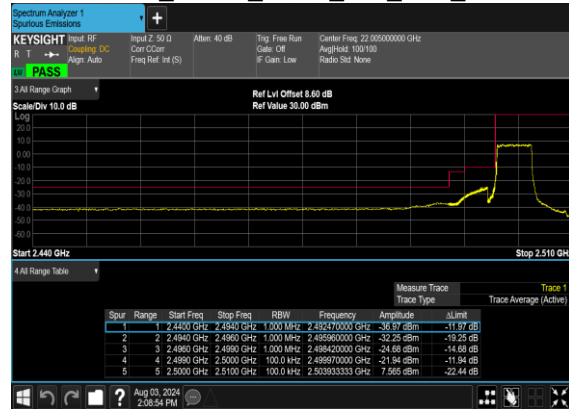 Spectrum Analyzer 1
Spurious Emissions
+
KEYSIGHT Input: RF Input Z: 50 Ω Atten: 40 dB Trig: Free Run Center Freq: 22.005000000 GHz
R T Coupling: DC Corr CCorr Gate: Off Avg|Hold: 100/100
Align: Auto Freq Ref: Int (S) IF Gain: Low Radio Std: None
LW PASS
3 All Range Graph
Ref Lvl Offset 8.60 dB
Scale/Div 10.0 dB Ref Value 30.00 dBm
Log
20.0
10.0
0.00
-10.0
-20.0
-30.0
-40.0
-50.0
-60.0
Start 2.440 GHz Stop 2.510 GH
4 All Range Table
Measure Trace Trace 1
Trace Type Trace Average (Active)
Spur Range Start Freq Stop Freq RBW Frequency Amplitude ΔLimit
1 1 2.4400 GHz 2.4940 GHz 1.000 MHz 2.492470000 GHz -36.97 dBm -11.97 dB
2 2 2.4940 GHz 2.4960 GHz 1.000 MHz 2.495960000 GHz -32.25 dBm -19.25 dB
3 3 2.4960 GHz 2.4990 GHz 1.000 MHz 2.498420000 GHz -24.68 dBm -14.68 dB
4 4 2.4990 GHz 2.5000 GHz 100.0 kHz 2.499970000 GHz -21.94 dBm -11.94 dB
5 5 2.5000 GHz 2.5100 GHz 100.0 kHz 2.503933333 GHz 7.565 dBm -22.44 dB
? Aug 03, 2024
2:08:54 PM